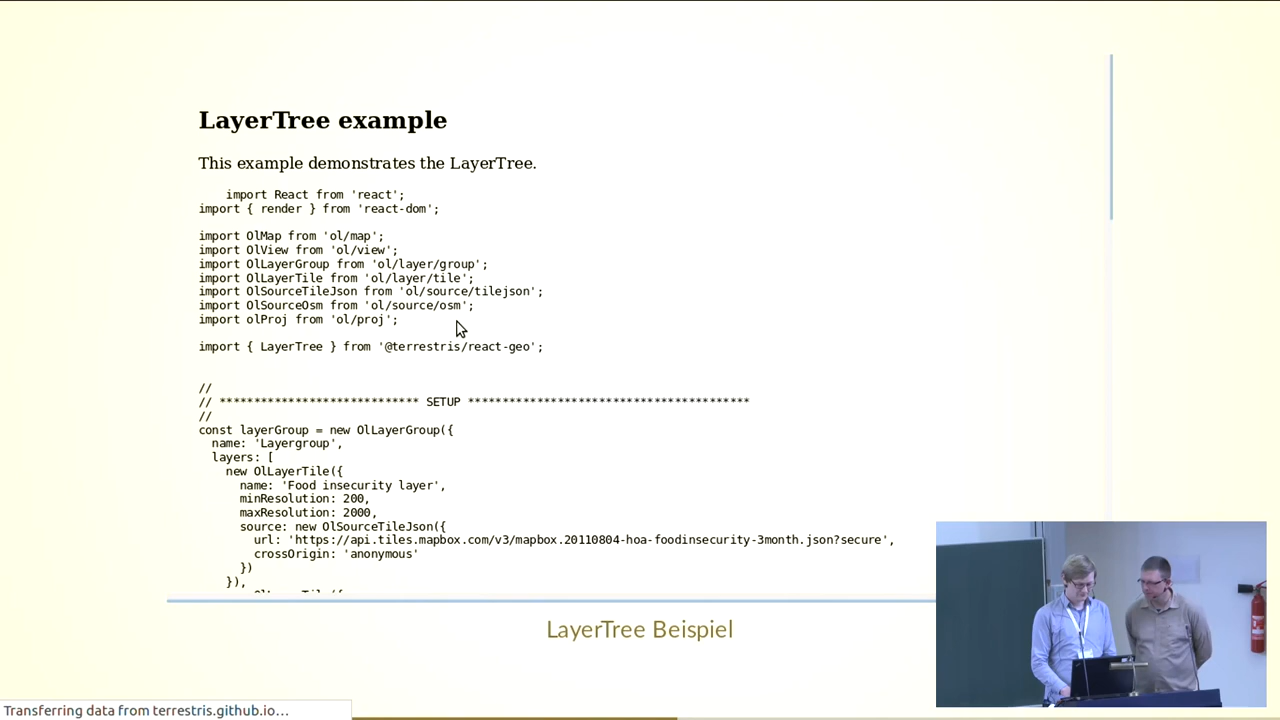 LayerTree example
This example demonstrates the LayerTree.
import React from 'react';
import { render } from 'react-dom';
import OlMap from 'ol/map';
import OlView from 'ol/view';
import OlLayerGroup from 'ol/layer/group';
import OlLayerTile from 'ol/layer/tile';
import OlSourceTileJson from 'ol/source/tilejson';
import OlSourceOsm from 'ol/source/osm';
import olProj from 'ol/proj';
import { LayerTree } from '@terrestris/react-geo';
//
// ***************************** SETUP *****************************************
//
const layerGroup = new OlLayerGroup({
name: 'Layergroup',
layers: [
new OlLayerTile({
name: 'Food insecurity layer',
minResolution: 200,
maxResolution: 2000,
source: new OlSourceTileJson({
url: 'https://api.tiles.mapbox.com/v3/mapbox.20110804-hoa-foodinsecurity-3month.json?secure',
crossOrigin: 'anonymous'
})
}),
LayerTree Beispiel
Transferring data from terrestris.github.io…